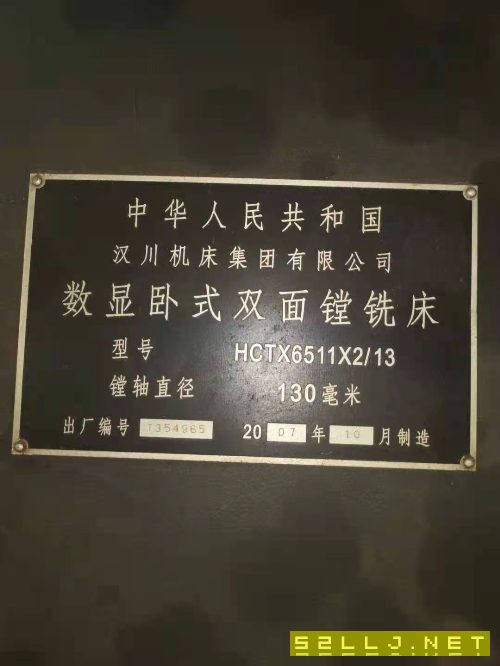 中华人民共和国
汉川机床集团有限公司
数显卧式双面镗铣床
型号 HCTX6511X2/13
镗轴直径 130毫米
出厂编号 T354965 2007年10月制造
52LLJ.NET